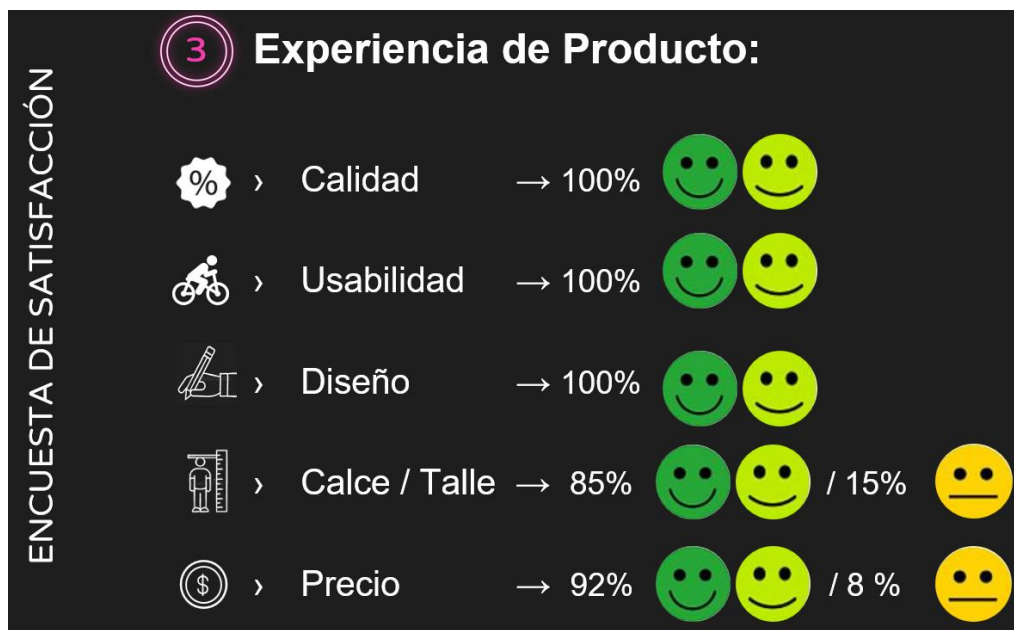 ENCUESTA DE SATISFACCIÓN
3 Experiencia de Producto:
% › Calidad → 100%
› Usabilidad → 100%
› Diseño → 100%
› Calce / Talle → 85% / 15%
$ › Precio → 92% / 8 %